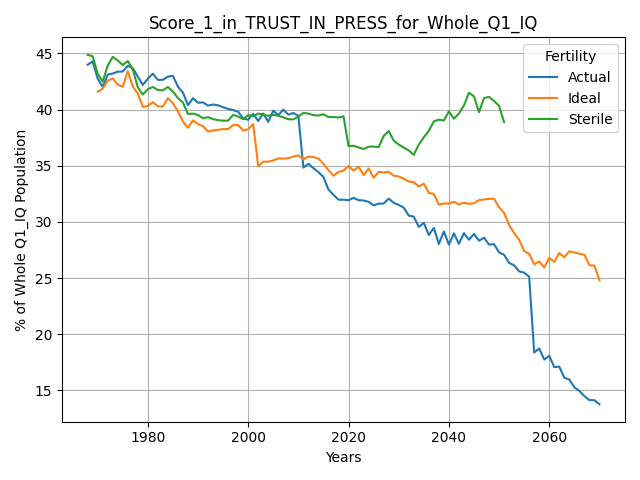 Score_1_in_TRUST_IN_PRESS_for_Whole_Q1_IQ
Fertility
Actual
Ideal
Sterile
% of Whole Q1_IQ Population
45
40
35
30
25
20
15
1980
2000
2020
2040
2060
Years